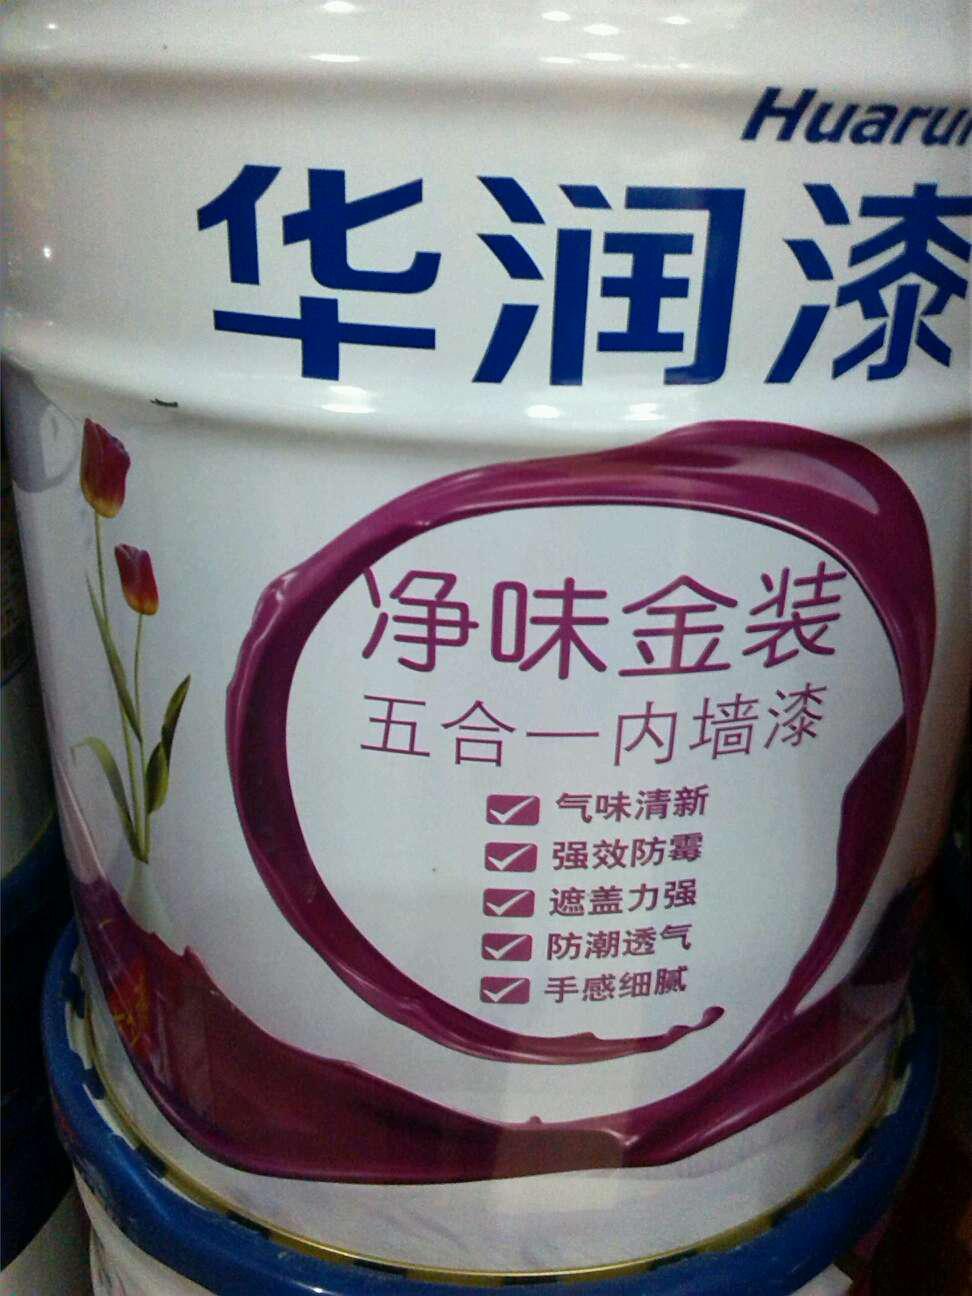 Huarun
华润漆
净味金装
五合一内墙漆
气味清新
强效防霉
遮盖力强
防潮透气
手感细腻